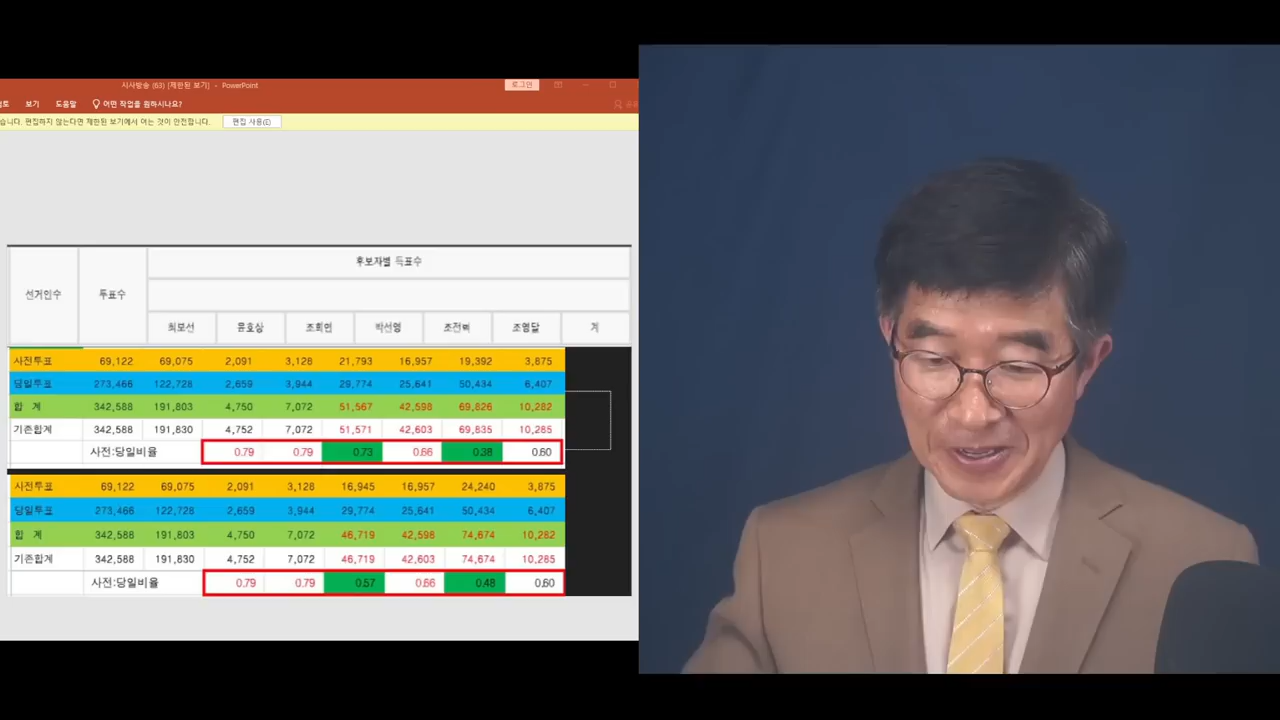 시사방송 (63) [제한된 보기] - PowerPoint
로그인
보기 도움말 어떤 작업을 원하시나요?
편집하지 않는다면 제한된 보기에서 여는 것이 안전합니다. 편집 사용(E)
후보자별 득표수
선거인수 투표수
최보선 윤호상 조희연 박선영 조전혁 조영달 계
사전투표 69,122 69,075 2,091 3,128 21,793 16,957 19,392 3,875
당일투표 273,466 122,728 2,659 3,944 29,774 25,641 50,434 6,407
합 계 342,588 191,803 4,750 7,072 51,567 42,598 69,826 10,282
기존합계 342,588 191,830 4,752 7,072 51,571 42,603 69,835 10,285
사전:당일비율 0.79 0.79 0.73 0.66 0.38 0.60
사전투표 69,122 69,075 2,091 3,128 16,945 16,957 24,240 3,875
당일투표 273,466 122,728 2,659 3,944 29,774 25,641 50,434 6,407
합 계 342,588 191,803 4,750 7,072 46,719 42,598 74,674 10,282
기존합계 342,588 191,830 4,752 7,072 46,719 42,603 74,674 10,285
사전:당일비율 0.79 0.79 0.57 0.66 0.48 0.60